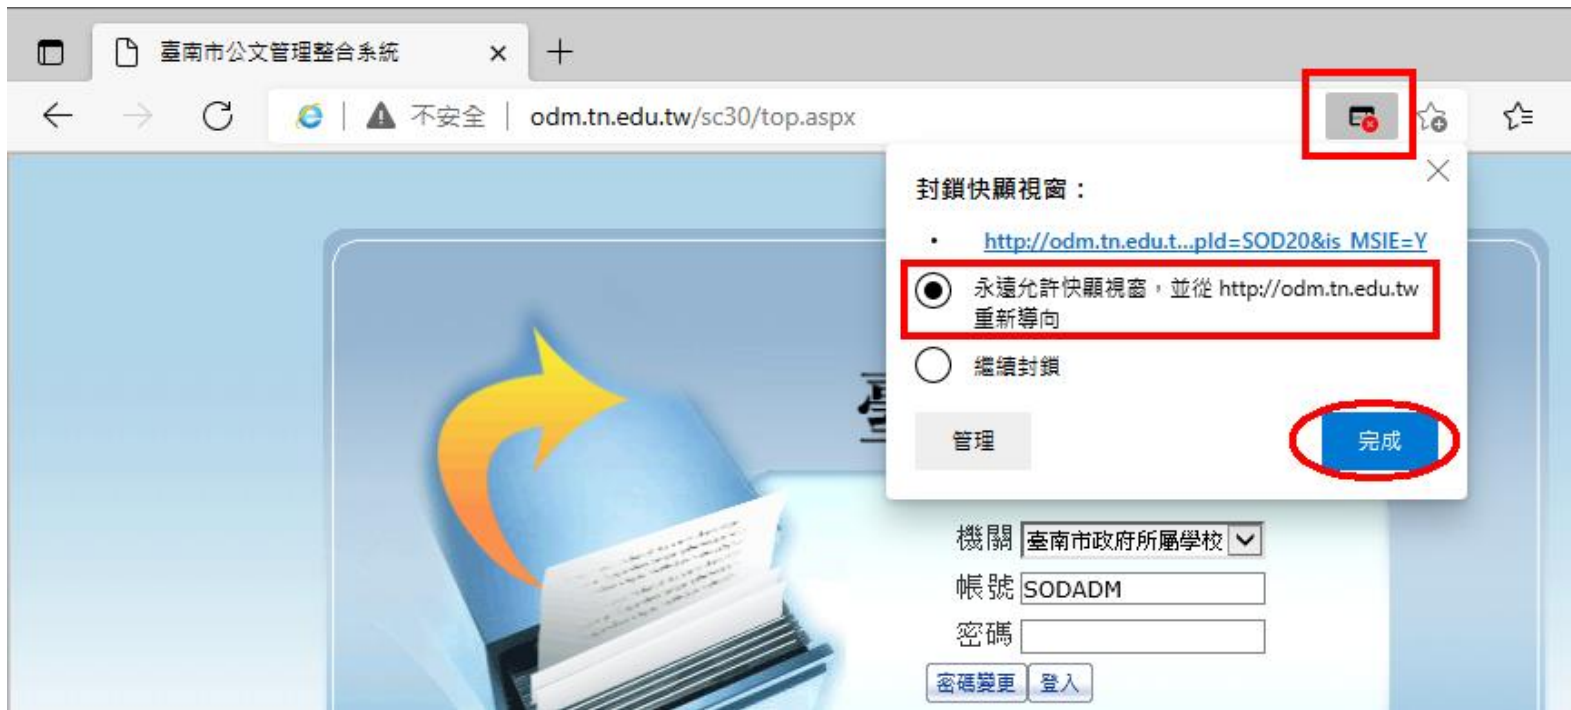 臺南市公文管理整合系統
不安全 | odm.tn.edu.tw/sc30/top.aspx
封鎖快顯視窗：
http://odm.tn.edu.t...pId=SOD20&is_MSIE=Y
永遠允許快顯視窗，並從 http://odm.tn.edu.tw
重新導向
繼續封鎖
管理 完成
機關 臺南市政府所屬學校
帳號 SODADM
密碼
密碼變更 登入